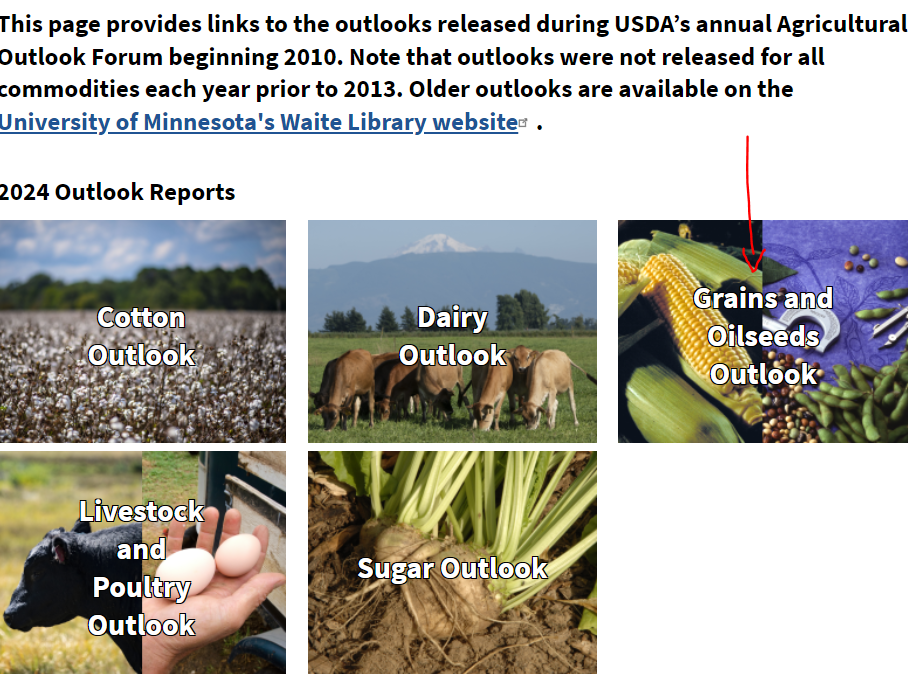 This page provides links to the outlooks released during USDA’s annual Agricultural
Outlook Forum beginning 2010. Note that outlooks were not released for all
commodities each year prior to 2013. Older outlooks are available on the
University of Minnesota's Waite Library website .
2024 Outlook Reports
Cotton
Outlook
Dairy
Outlook
Grains and
Oilseeds
Outlook
Livestock
and
Poultry
Outlook
Sugar Outlook